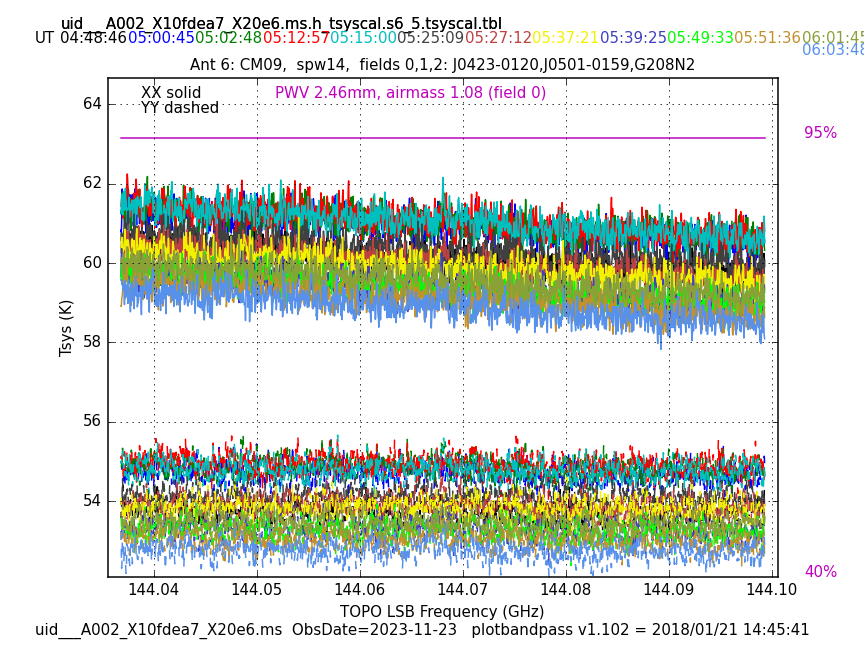 uid___A002_X10fdea7_X20e6.ms.h_tsyscal.s6_5.tsyscal.tbl
UT 04:48:46 05:00:45 05:02:48 05:12:57 05:15:00 05:25:09 05:27:12 05:37:21 05:39:25 05:49:33 05:51:36 06:01:45
06:03:48
Ant 6: CM09,  spw14,  fields 0,1,2: J0423-0120,J0501-0159,G208N2
XX solid
YY dashed
PWV 2.46mm, airmass 1.08 (field 0)
95%
40%
64
62
60
58
56
54
Tsys (K)
144.04 144.05 144.06 144.07 144.08 144.09 144.10
TOPO LSB Frequency (GHz)
uid___A002_X10fdea7_X20e6.ms  ObsDate=2023-11-23   plotbandpass v1.102 = 2018/01/21 14:45:41